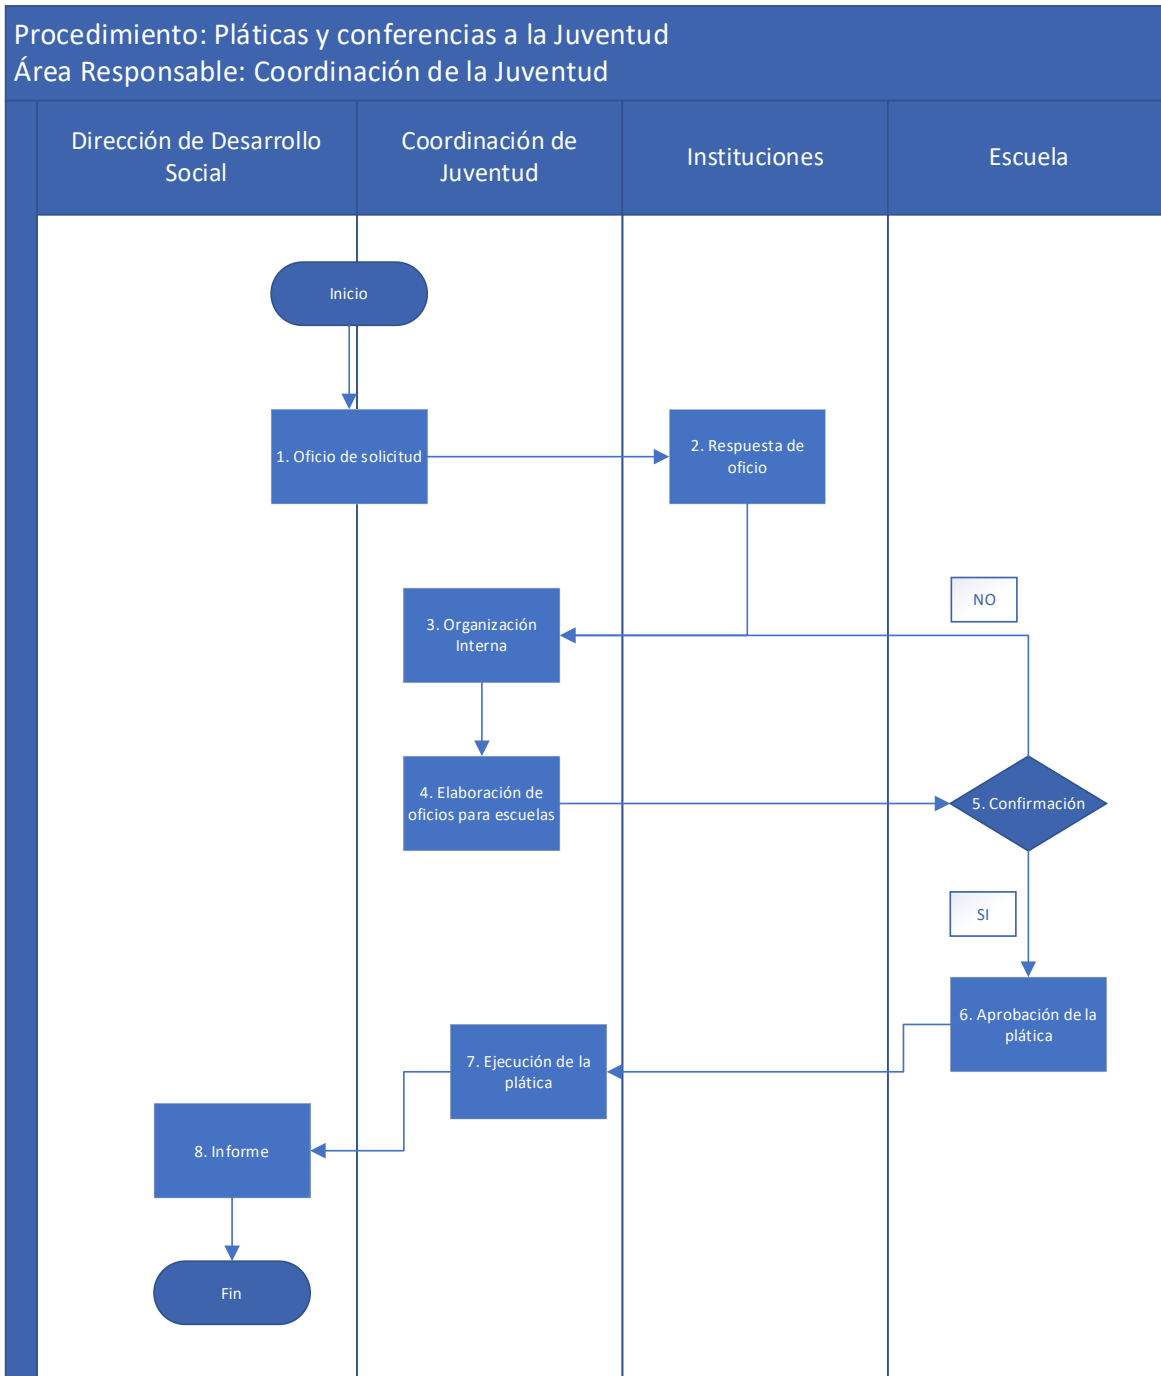 Procedimiento: Pláticas y conferencias a la Juventud
Área Responsable: Coordinación de la Juventud
Dirección de Desarrollo
Social
Coordinación de
Juventud
Instituciones
Escuela
Inicio
1. Oficio de solicitud
2. Respuesta de
oficio
NO
3. Organización
Interna
4. Elaboración de
oficios para escuelas
5. Confirmación
SI
6. Aprobación de la
plática
7. Ejecución de la
plática
8. Informe
Fin